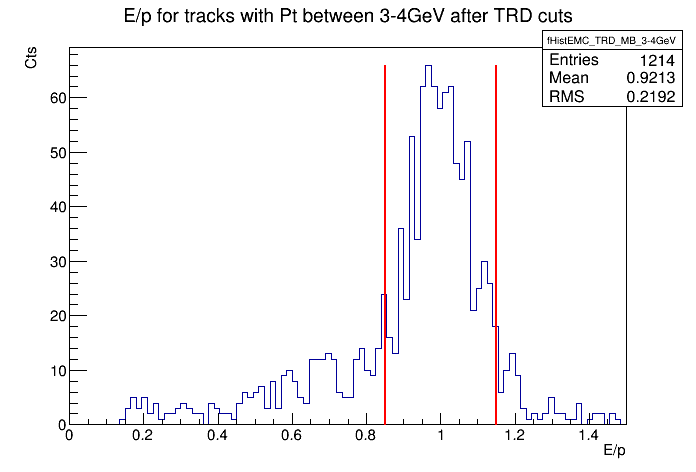 E/p for tracks with Pt between 3-4GeV after TRD cuts
fHistEMC_TRD_MB_3-4GeV
Entries 1214
Mean 0.9213
RMS 0.2192
Cts
60
50
40
30
20
10
0
0 0.2 0.4 0.6 0.8 1 1.2 1.4
E/p